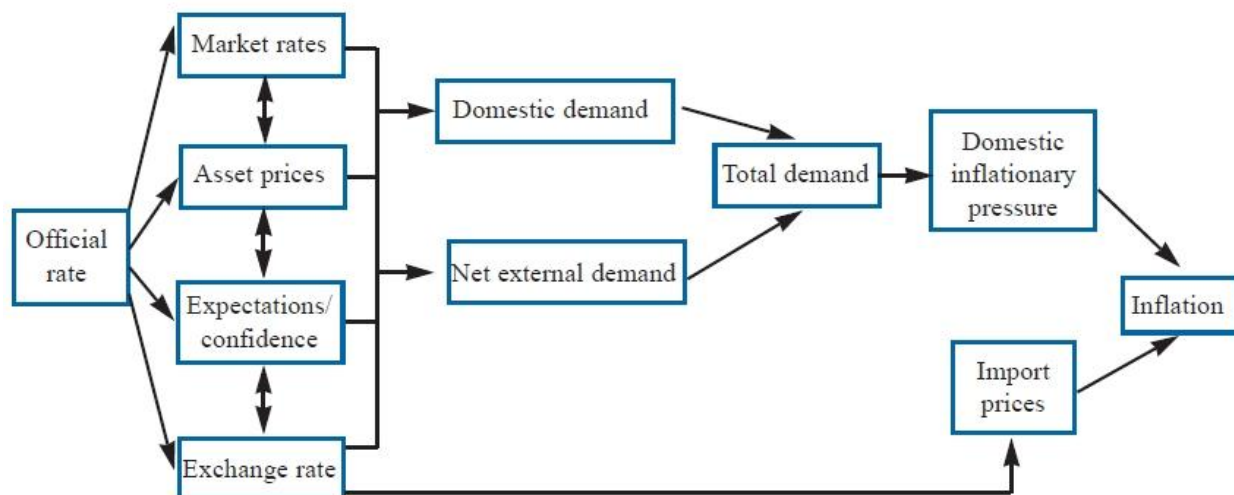 Market rates
Asset prices
Official
rate
Expectations/
confidence
Exchange rate
Domestic demand
Net external demand
Total demand
Domestic
inflationary
pressure
Inflation
Import
prices